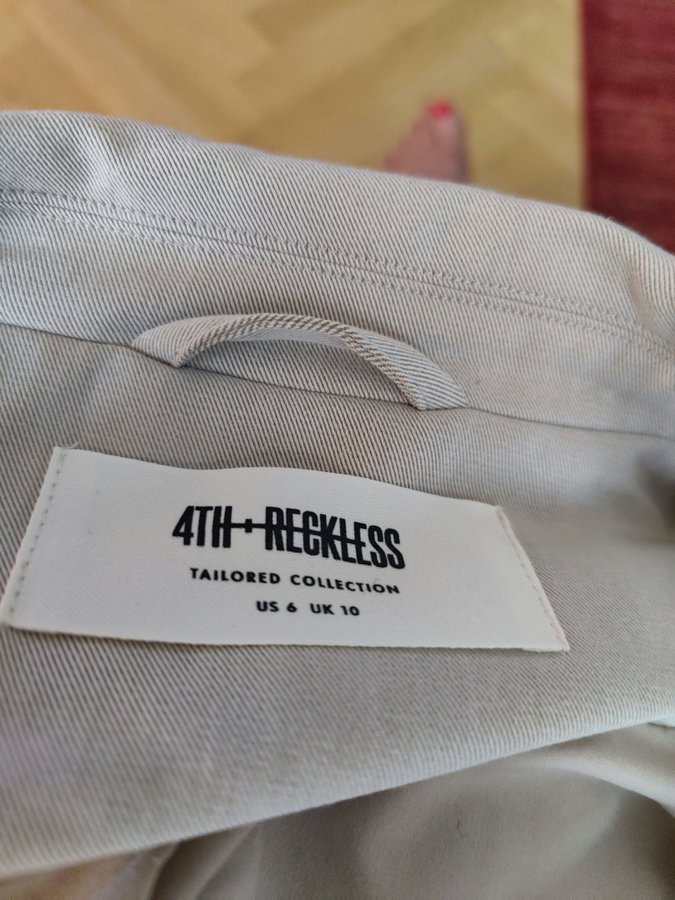 4TH + RECKLESS
TAILORED COLLECTION
US 6 UK 10